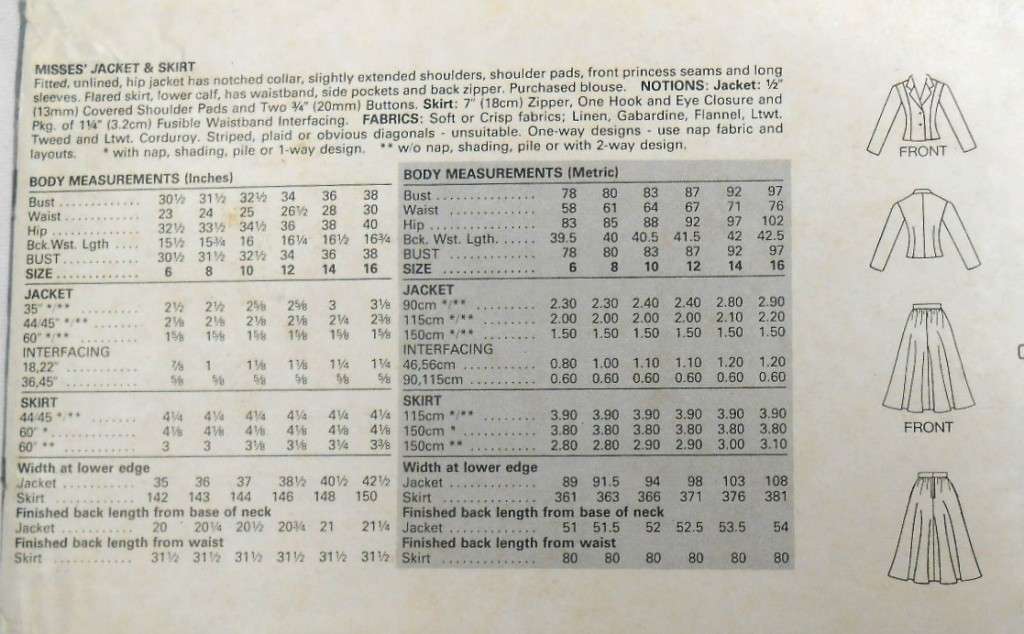 MISSES' JACKET & SKIRT
Fitted, unlined, hip jacket has notched collar, slightly extended shoulders, shoulder pads, front princess seams and long
sleeves. Flared skirt, lower calf, has waistband, side pockets and back zipper. Purchased blouse. NOTIONS: Jacket: ½"
(13mm) Covered Shoulder Pads and Two ¾" (20mm) Buttons. Skirt: 7" (18cm) Zipper, One Hook and Eye Closure and
Pkg. of 1¼" (3.2cm) Fusible Waistband Interfacing. FABRICS: Soft or Crisp fabrics; Linen, Gabardine, Flannel, Ltwt.
Tweed and Ltwt. Corduroy. Striped, plaid or obvious diagonals - unsuitable. One-way designs - use nap fabric and
layouts. * with nap, shading, pile or 1-way design. ** w/o nap, shading, pile or with 2-way design.
BODY MEASUREMENTS (Inches)
Bust ............ 30½ 31½ 32½ 34 36 38
Waist ............ 23 24 25 26½ 28 30
Hip ............ 32½ 33½ 34½ 36 38 40
Bck.Wst. Lgth .... 15½ 15¾ 16 16¼ 16½ 16¾
BUST ............ 30½ 31½ 32½ 34 36 38
SIZE ............ 6 8 10 12 14 16
JACKET
35" */** ........ 2½ 2½ 2⅝ 2⅝ 3 3⅛
44/45" */** ........ 2⅛ 2⅛ 2⅛ 2⅛ 2¼ 2⅜
60" */** ........ 1⅝ 1⅝ 1⅝ 1⅝ 1⅝ 1⅝
INTERFACING
18,22" ........... ⅞ 1 1⅛ 1⅛ 1¼ 1¼
36,45" ........... ⅝ ⅝ ⅝ ⅝ ⅝ ⅝
SKIRT
44/45 */** ........ 4¼ 4¼ 4¼ 4¼ 4¼ 4¼
60" * ............ 4⅛ 4⅛ 4⅛ 4⅛ 4⅛ 4⅛
60" ** ........... 3 3 3⅛ 3⅛ 3¼ 3⅜
Width at lower edge
Jacket ............ 35 36 37 38½ 40½ 42½
Skirt ............ 142 143 144 146 148 150
Finished back length from base of neck
Jacket ............ 20 20¼ 20½ 20¾ 21 21¼
Finished back length from waist
Skirt ............ 31½ 31½ 31½ 31½ 31½ 31½
BODY MEASUREMENTS (Metric)
Bust .............. 78 80 83 87 92 97
Waist ............. 58 61 64 67 71 76
Hip ............... 83 85 88 92 97 102
Bck. Wst. Lgth. ..... 39.5 40 40.5 41.5 42 42.5
BUST .............. 78 80 83 87 92 97
SIZE .............. 6 8 10 12 14 16
JACKET
90cm */** ......... 2.30 2.30 2.40 2.40 2.80 2.90
115cm */** ........ 2.00 2.00 2.00 2.00 2.10 2.20
150cm */** ........ 1.50 1.50 1.50 1.50 1.50 1.50
INTERFACING
46,56cm ........... 0.80 1.00 1.10 1.10 1.20 1.20
90,115cm .......... 0.60 0.60 0.60 0.60 0.60 0.60
SKIRT
115cm */** ........ 3.90 3.90 3.90 3.90 3.90 3.90
150cm * ........... 3.80 3.80 3.80 3.80 3.80 3.80
150cm ** .......... 2.80 2.80 2.90 2.90 3.00 3.10
Width at lower edge
Jacket ............ 89 91.5 94 98 103 108
Skirt ............. 361 363 366 371 376 381
Finished back length from base of neck
Jacket ............ 51 51.5 52 52.5 53.5 54
Finished back length from waist
Skirt ............. 80 80 80 80 80 80
FRONT
FRONT